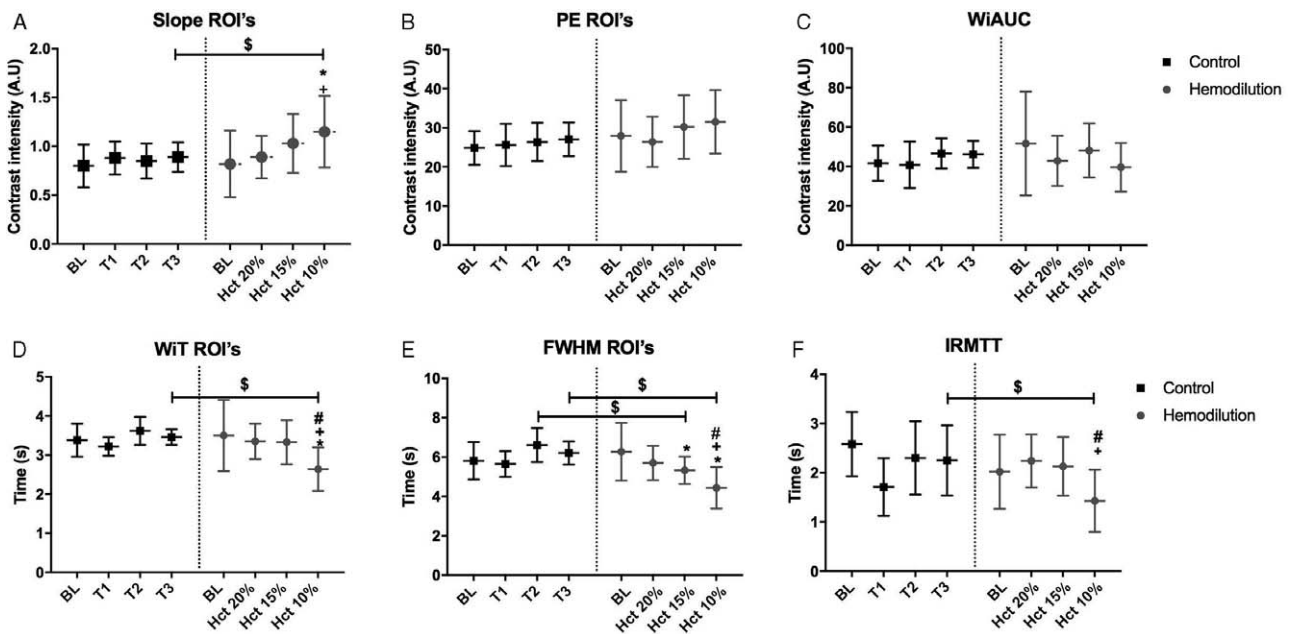 A
Slope ROI's
Contrast intensity (A.U)
2.0
1.5
1.0
0.5
0.0
$
*
+
BL
T1
T2
T3
BL
Hct 20%
Hct 15%
Hct 10%
B
PE ROI's
Contrast intensity (A.U)
50
40
30
20
10
0
BL
T1
T2
T3
BL
Hct 20%
Hct 15%
Hct 10%
C
WiAUC
Contrast intensity (A.U)
100
80
60
40
20
0
BL
T1
T2
T3
BL
Hct 20%
Hct 15%
Hct 10%
Control
Hemodilution
D
WiT ROI's
Time (s)
5
4
3
2
1
0
$
#
+
*
BL
T1
T2
T3
BL
Hct 20%
Hct 15%
Hct 10%
E
FWHM ROI's
Time (s)
10
8
6
4
2
0
$
$
*
#
+
*
BL
T1
T2
T3
BL
Hct 20%
Hct 15%
Hct 10%
F
IRMTT
Time (s)
4
3
2
1
0
$
#
+
BL
T1
T2
T3
BL
Hct 20%
Hct 15%
Hct 10%
Control
Hemodilution